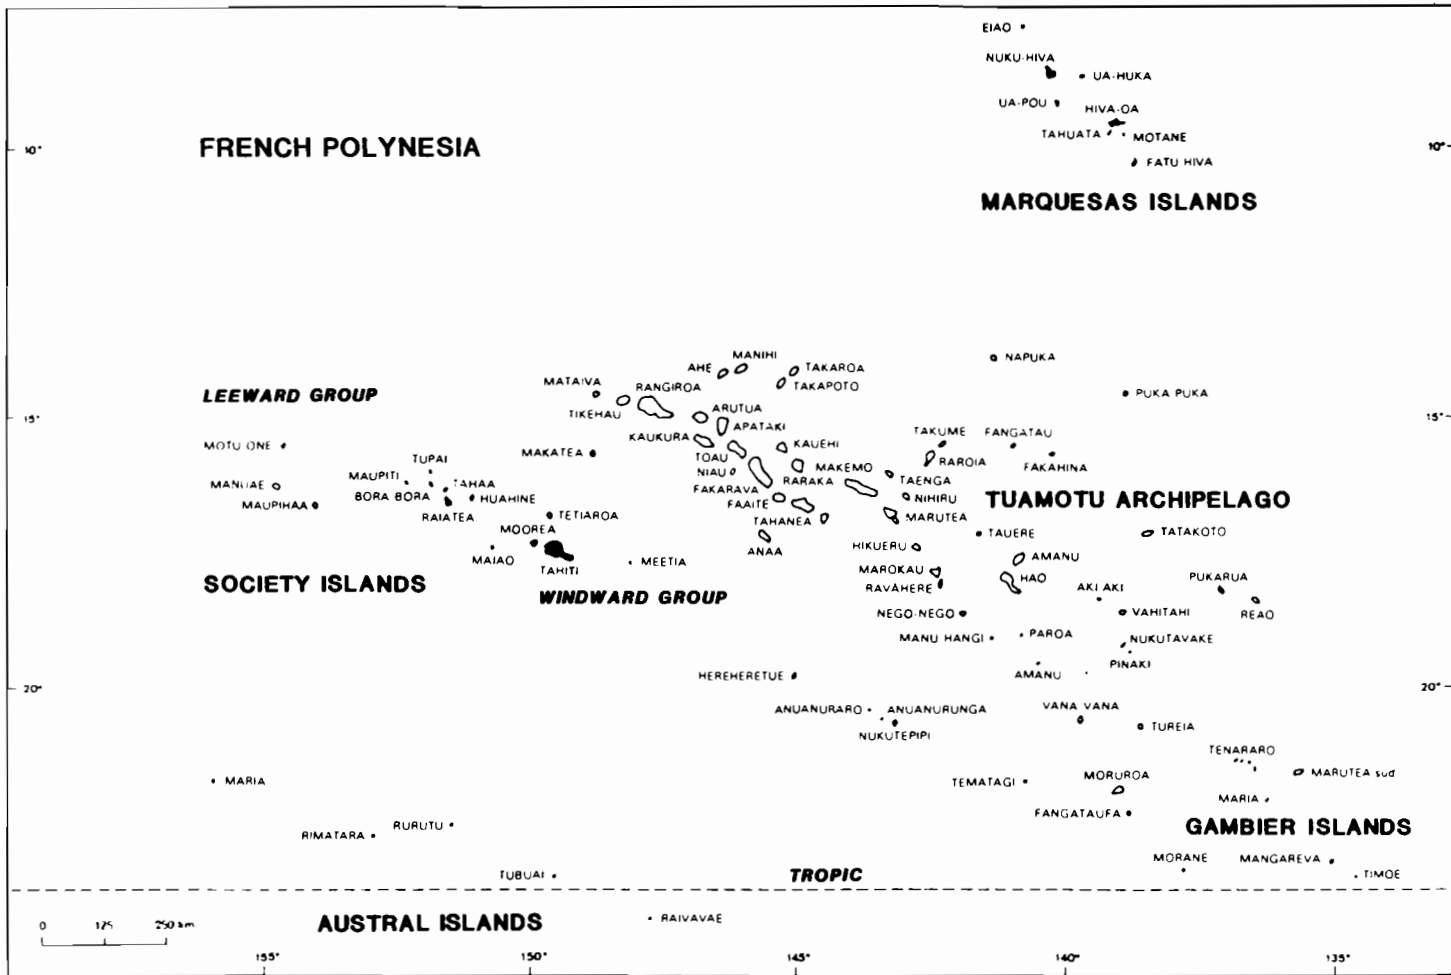 EIAO
NUKU-HIVA
UA-HUKA
UA-POU
HIVA-OA
TAHUATA
MOTANE
FRENCH POLYNESIA
10°
10°
FATU HIVA
MARQUESAS ISLANDS
MANIHI
NAPUKA
AHE
TAKAROA
MATAIVA
RANGIROA
TAKAPOTO
PUKA PUKA
LEEWARD GROUP
TIKEHAU
ARUTUA
15°
15°
APATAKI
KAUKURA
TAKUME
FANGATAU
MOTU ONE
KAUEHI
MAKATEA
TOAU
RAROIA
FAKAHINA
TUPAI
NIAU
MAKEMO
MAUPITI
TAHAA
RARAKA
TAENGA
MANUAE
BORA BORA
HUAHINE
FAKARAVA
NIHIRU
TUAMOTU ARCHIPELAGO
MAUPIHAA
FAAITE
RAIATEA
TETIAROA
TAHANEA
MARUTEA
MOOREA
TAUERE
TATAKOTO
MAIAO
ANAA
HIKUERU
AMANU
TAHITI
MEETIA
MAROKAU
HAO
PUKARUA
SOCIETY ISLANDS
RAVAHERE
AKI AKI
WINDWARD GROUP
NEGO-NEGO
VAHITAHI
REAO
MANU HANGI
PAROA
NUKUTAVAKE
PINAKI
HEREHERETUE
AMANU
20°
20°
ANUANURARO
ANUANURUNGA
VANA VANA
NUKUTEPIPI
TUREIA
TENARARO
MARIA
TEMATAGI
MORUROA
MARUTEA sud
MARIA
FANGATAUFA
RURUTU
GAMBIER ISLANDS
RIMATARA
MORANE
MANGAREVA
TUBUAI
TROPIC
TIMOE
AUSTRAL ISLANDS
RAIVAVAE
0 125 250 km
155°
150°
145°
140°
135°